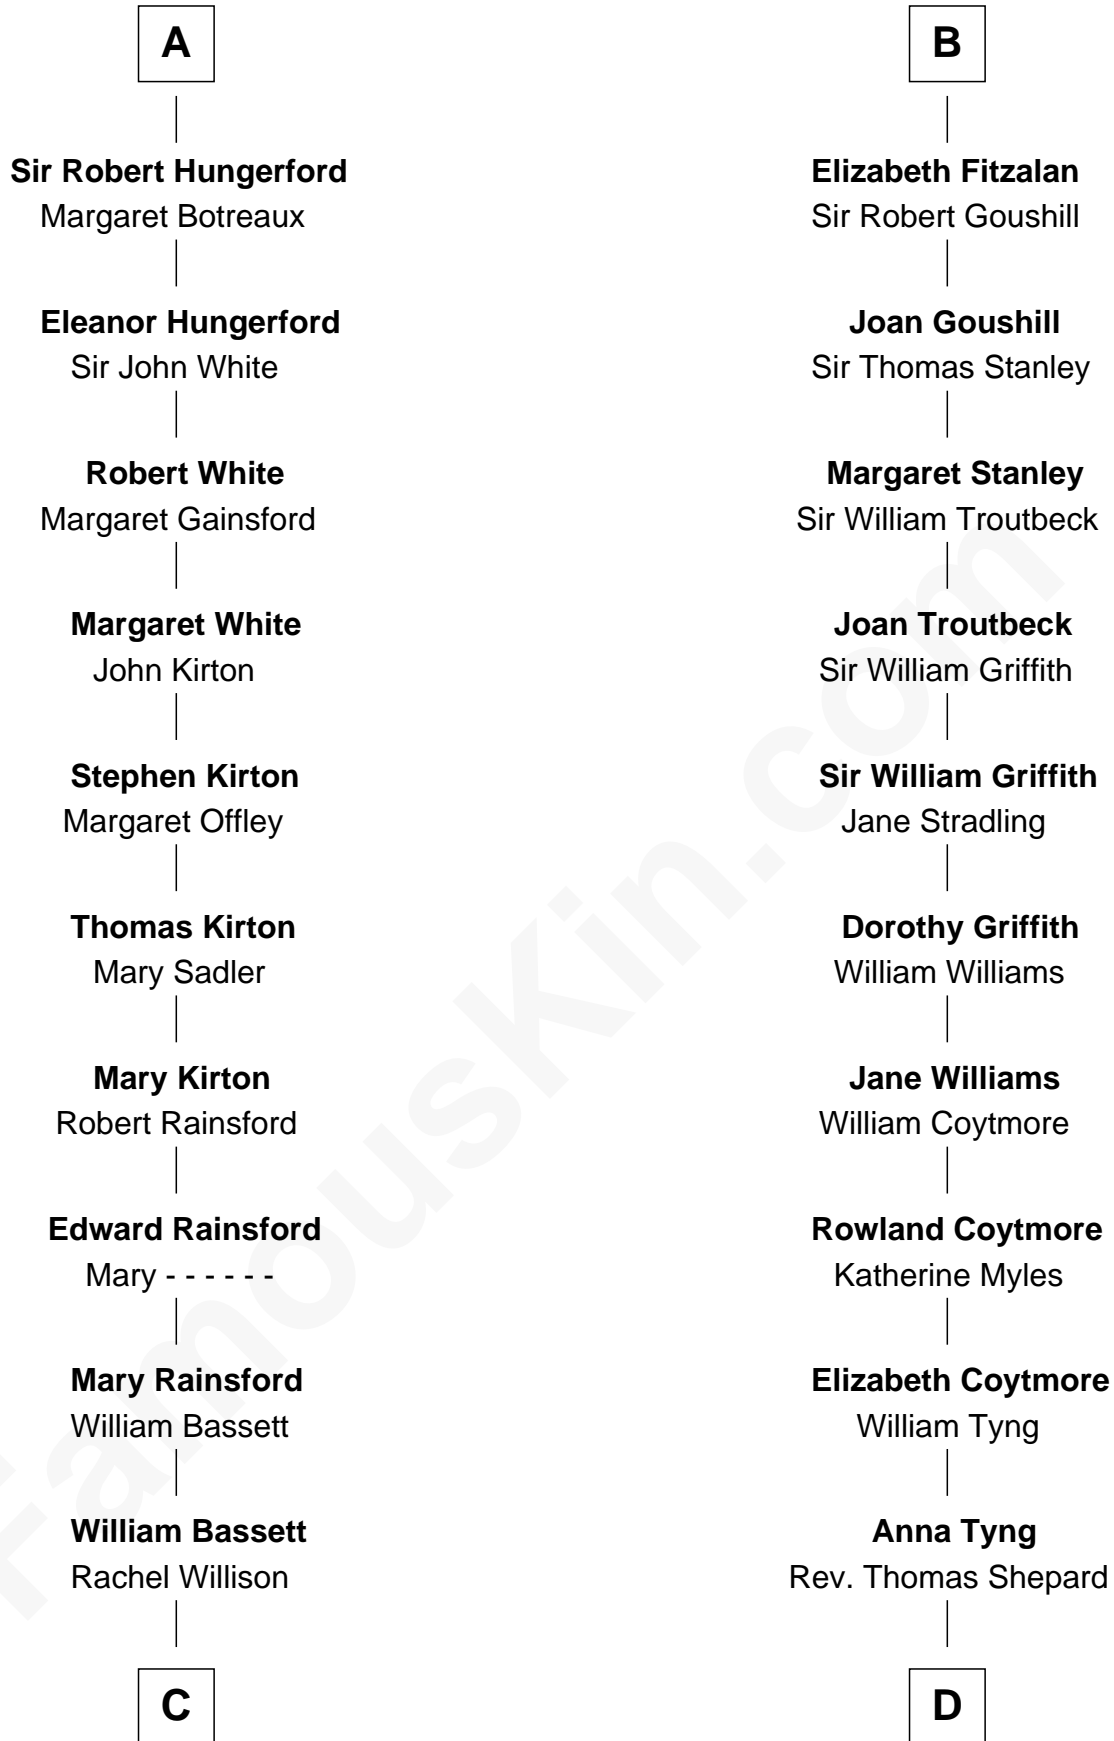 A
Sir Robert Hungerford
Margaret Botreaux
Eleanor Hungerford
Sir John White
Robert White
Margaret Gainsford
Margaret White
John Kirton
Stephen Kirton
Margaret Offley
Thomas Kirton
Mary Sadler
Mary Kirton
Robert Rainsford
Edward Rainsford
Mary - - - - - -
Mary Rainsford
William Bassett
William Bassett
Rachel Willison
C
B
Elizabeth Fitzalan
Sir Robert Goushill
Joan Goushill
Sir Thomas Stanley
Margaret Stanley
Sir William Troutbeck
Joan Troutbeck
Sir William Griffith
Sir William Griffith
Jane Stradling
Dorothy Griffith
William Williams
Jane Williams
William Coytmore
Rowland Coytmore
Katherine Myles
Elizabeth Coytmore
William Tyng
Anna Tyng
Rev. Thomas Shepard
D
FamousKin.com